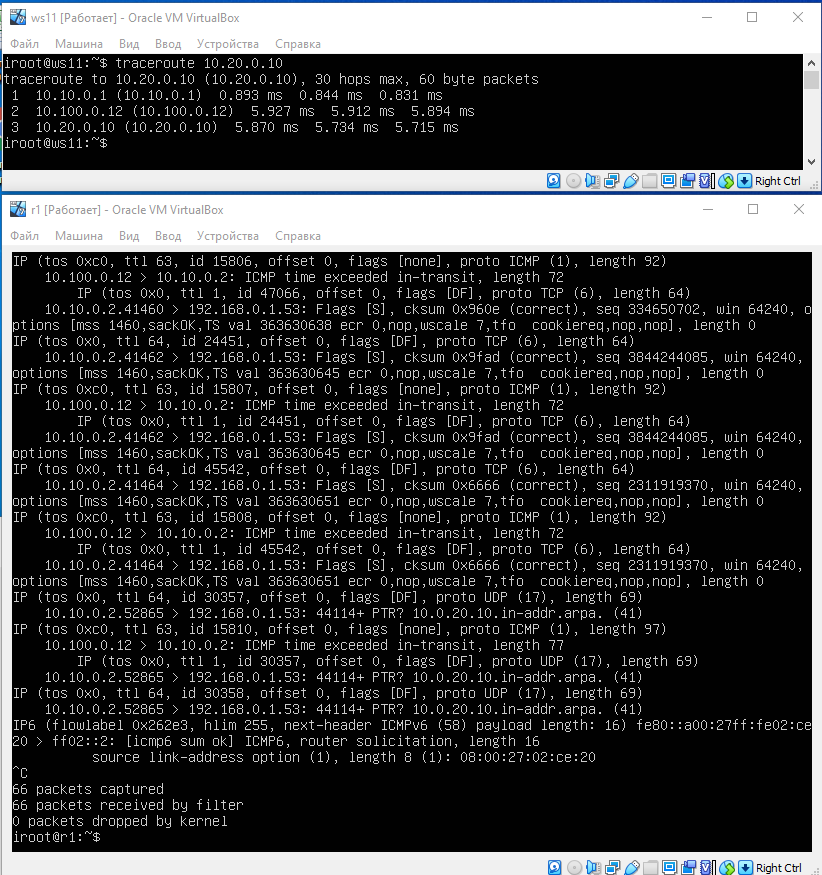 ws11 [Работает] - Oracle VM VirtualBox
Файл Машина Вид Ввод Устройства Справка
iroot@ws11:~$ traceroute 10.20.0.10
traceroute to 10.20.0.10 (10.20.0.10), 30 hops max, 60 byte packets
 1  10.10.0.1 (10.10.0.1)  0.893 ms  0.844 ms  0.831 ms
 2  10.100.0.12 (10.100.0.12)  5.927 ms  5.912 ms  5.894 ms
 3  10.20.0.10 (10.20.0.10)  5.870 ms  5.734 ms  5.715 ms
iroot@ws11:~$
Right Ctrl
r1 [Работает] - Oracle VM VirtualBox
Файл Машина Вид Ввод Устройства Справка
IP (tos 0xc0, ttl 63, id 15806, offset 0, flags [none], proto ICMP (1), length 92)
    10.100.0.12 > 10.10.0.2: ICMP time exceeded in-transit, length 72
        IP (tos 0x0, ttl 1, id 47066, offset 0, flags [DF], proto TCP (6), length 64)
    10.10.0.2.41460 > 192.168.0.1.53: Flags [S], cksum 0x960e (correct), seq 334650702, win 64240, o
ptions [mss 1460,sackOK,TS val 363630638 ecr 0,nop,wscale 7,tfo  cookiereq,nop,nop], length 0
IP (tos 0x0, ttl 64, id 24451, offset 0, flags [DF], proto TCP (6), length 64)
    10.10.0.2.41462 > 192.168.0.1.53: Flags [S], cksum 0x9fad (correct), seq 3844244085, win 64240,
options [mss 1460,sackOK,TS val 363630645 ecr 0,nop,wscale 7,tfo  cookiereq,nop,nop], length 0
IP (tos 0xc0, ttl 63, id 15807, offset 0, flags [none], proto ICMP (1), length 92)
    10.100.0.12 > 10.10.0.2: ICMP time exceeded in-transit, length 72
        IP (tos 0x0, ttl 1, id 24451, offset 0, flags [DF], proto TCP (6), length 64)
    10.10.0.2.41462 > 192.168.0.1.53: Flags [S], cksum 0x9fad (correct), seq 3844244085, win 64240,
options [mss 1460,sackOK,TS val 363630645 ecr 0,nop,wscale 7,tfo  cookiereq,nop,nop], length 0
IP (tos 0x0, ttl 64, id 45542, offset 0, flags [DF], proto TCP (6), length 64)
    10.10.0.2.41464 > 192.168.0.1.53: Flags [S], cksum 0x6666 (correct), seq 2311919370, win 64240,
options [mss 1460,sackOK,TS val 363630651 ecr 0,nop,wscale 7,tfo  cookiereq,nop,nop], length 0
IP (tos 0xc0, ttl 63, id 15808, offset 0, flags [none], proto ICMP (1), length 92)
    10.100.0.12 > 10.10.0.2: ICMP time exceeded in-transit, length 72
        IP (tos 0x0, ttl 1, id 45542, offset 0, flags [DF], proto TCP (6), length 64)
    10.10.0.2.41464 > 192.168.0.1.53: Flags [S], cksum 0x6666 (correct), seq 2311919370, win 64240,
options [mss 1460,sackOK,TS val 363630651 ecr 0,nop,wscale 7,tfo  cookiereq,nop,nop], length 0
IP (tos 0x0, ttl 64, id 30357, offset 0, flags [DF], proto UDP (17), length 69)
    10.10.0.2.52865 > 192.168.0.1.53: 44114+ PTR? 10.0.20.10.in-addr.arpa. (41)
IP (tos 0xc0, ttl 63, id 15810, offset 0, flags [none], proto ICMP (1), length 97)
    10.100.0.12 > 10.10.0.2: ICMP time exceeded in-transit, length 77
        IP (tos 0x0, ttl 1, id 30357, offset 0, flags [DF], proto UDP (17), length 69)
    10.10.0.2.52865 > 192.168.0.1.53: 44114+ PTR? 10.0.20.10.in-addr.arpa. (41)
IP (tos 0x0, ttl 64, id 30358, offset 0, flags [DF], proto UDP (17), length 69)
    10.10.0.2.52865 > 192.168.0.1.53: 44114+ PTR? 10.0.20.10.in-addr.arpa. (41)
IP6 (flowlabel 0x262e3, hlim 255, next-header ICMPv6 (58) payload length: 16) fe80::a00:27ff:fe02:ce
20 > ff02::2: [icmp6 sum ok] ICMP6, router solicitation, length 16
          source link-address option (1), length 8 (1): 08:00:27:02:ce:20
^C
66 packets captured
66 packets received by filter
0 packets dropped by kernel
iroot@r1:~$
Right Ctrl